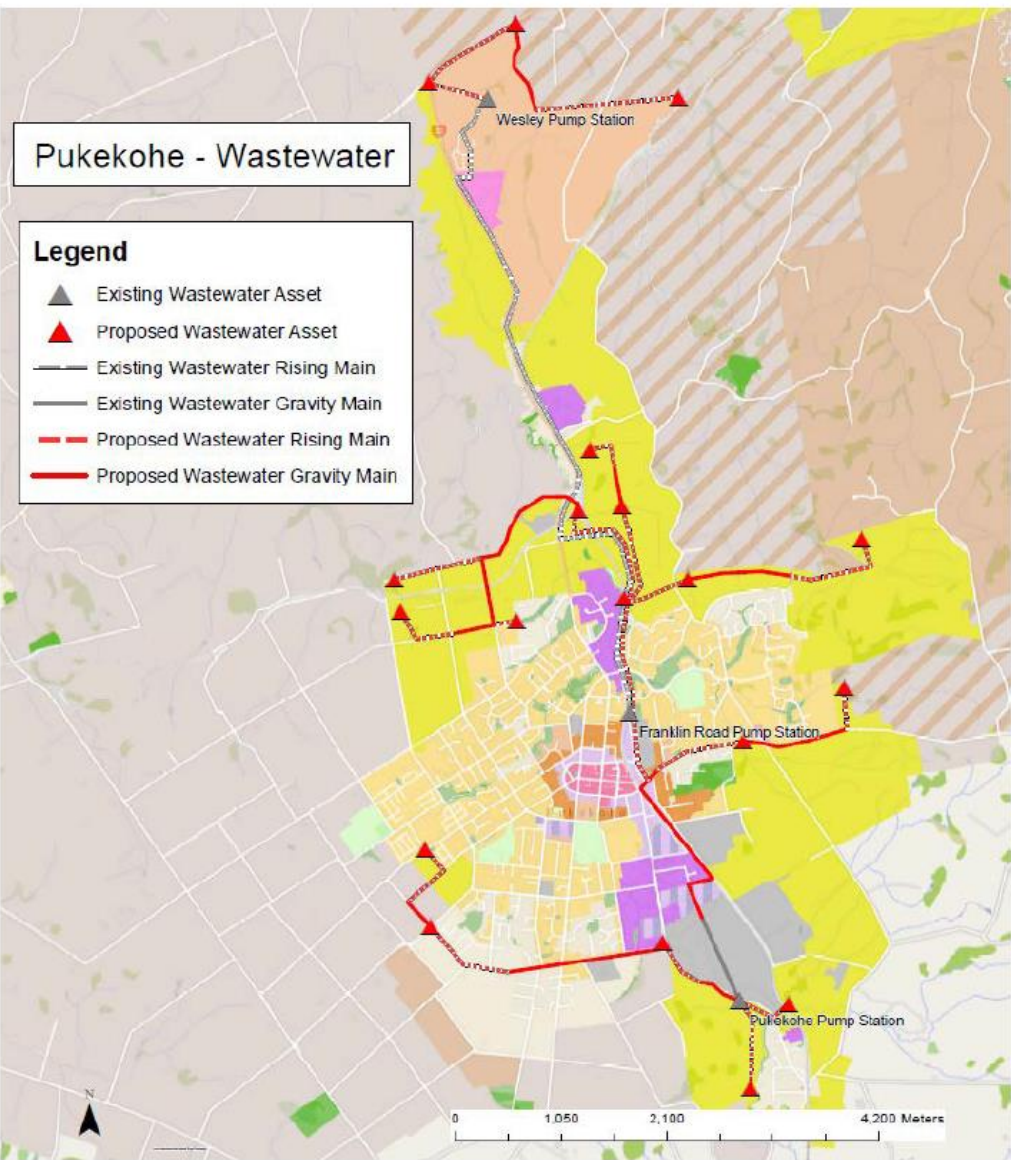 Pukekohe - Wastewater
Legend
Existing Wastewater Asset
Proposed Wastewater Asset
Existing Wastewater Rising Main
Existing Wastewater Gravity Main
Proposed Wastewater Rising Main
Proposed Wastewater Gravity Main
Wesley Pump Station
Franklin Road Pump Station
Pukekohe Pump Station
N
0 1,050 2,100 4,200 Meters